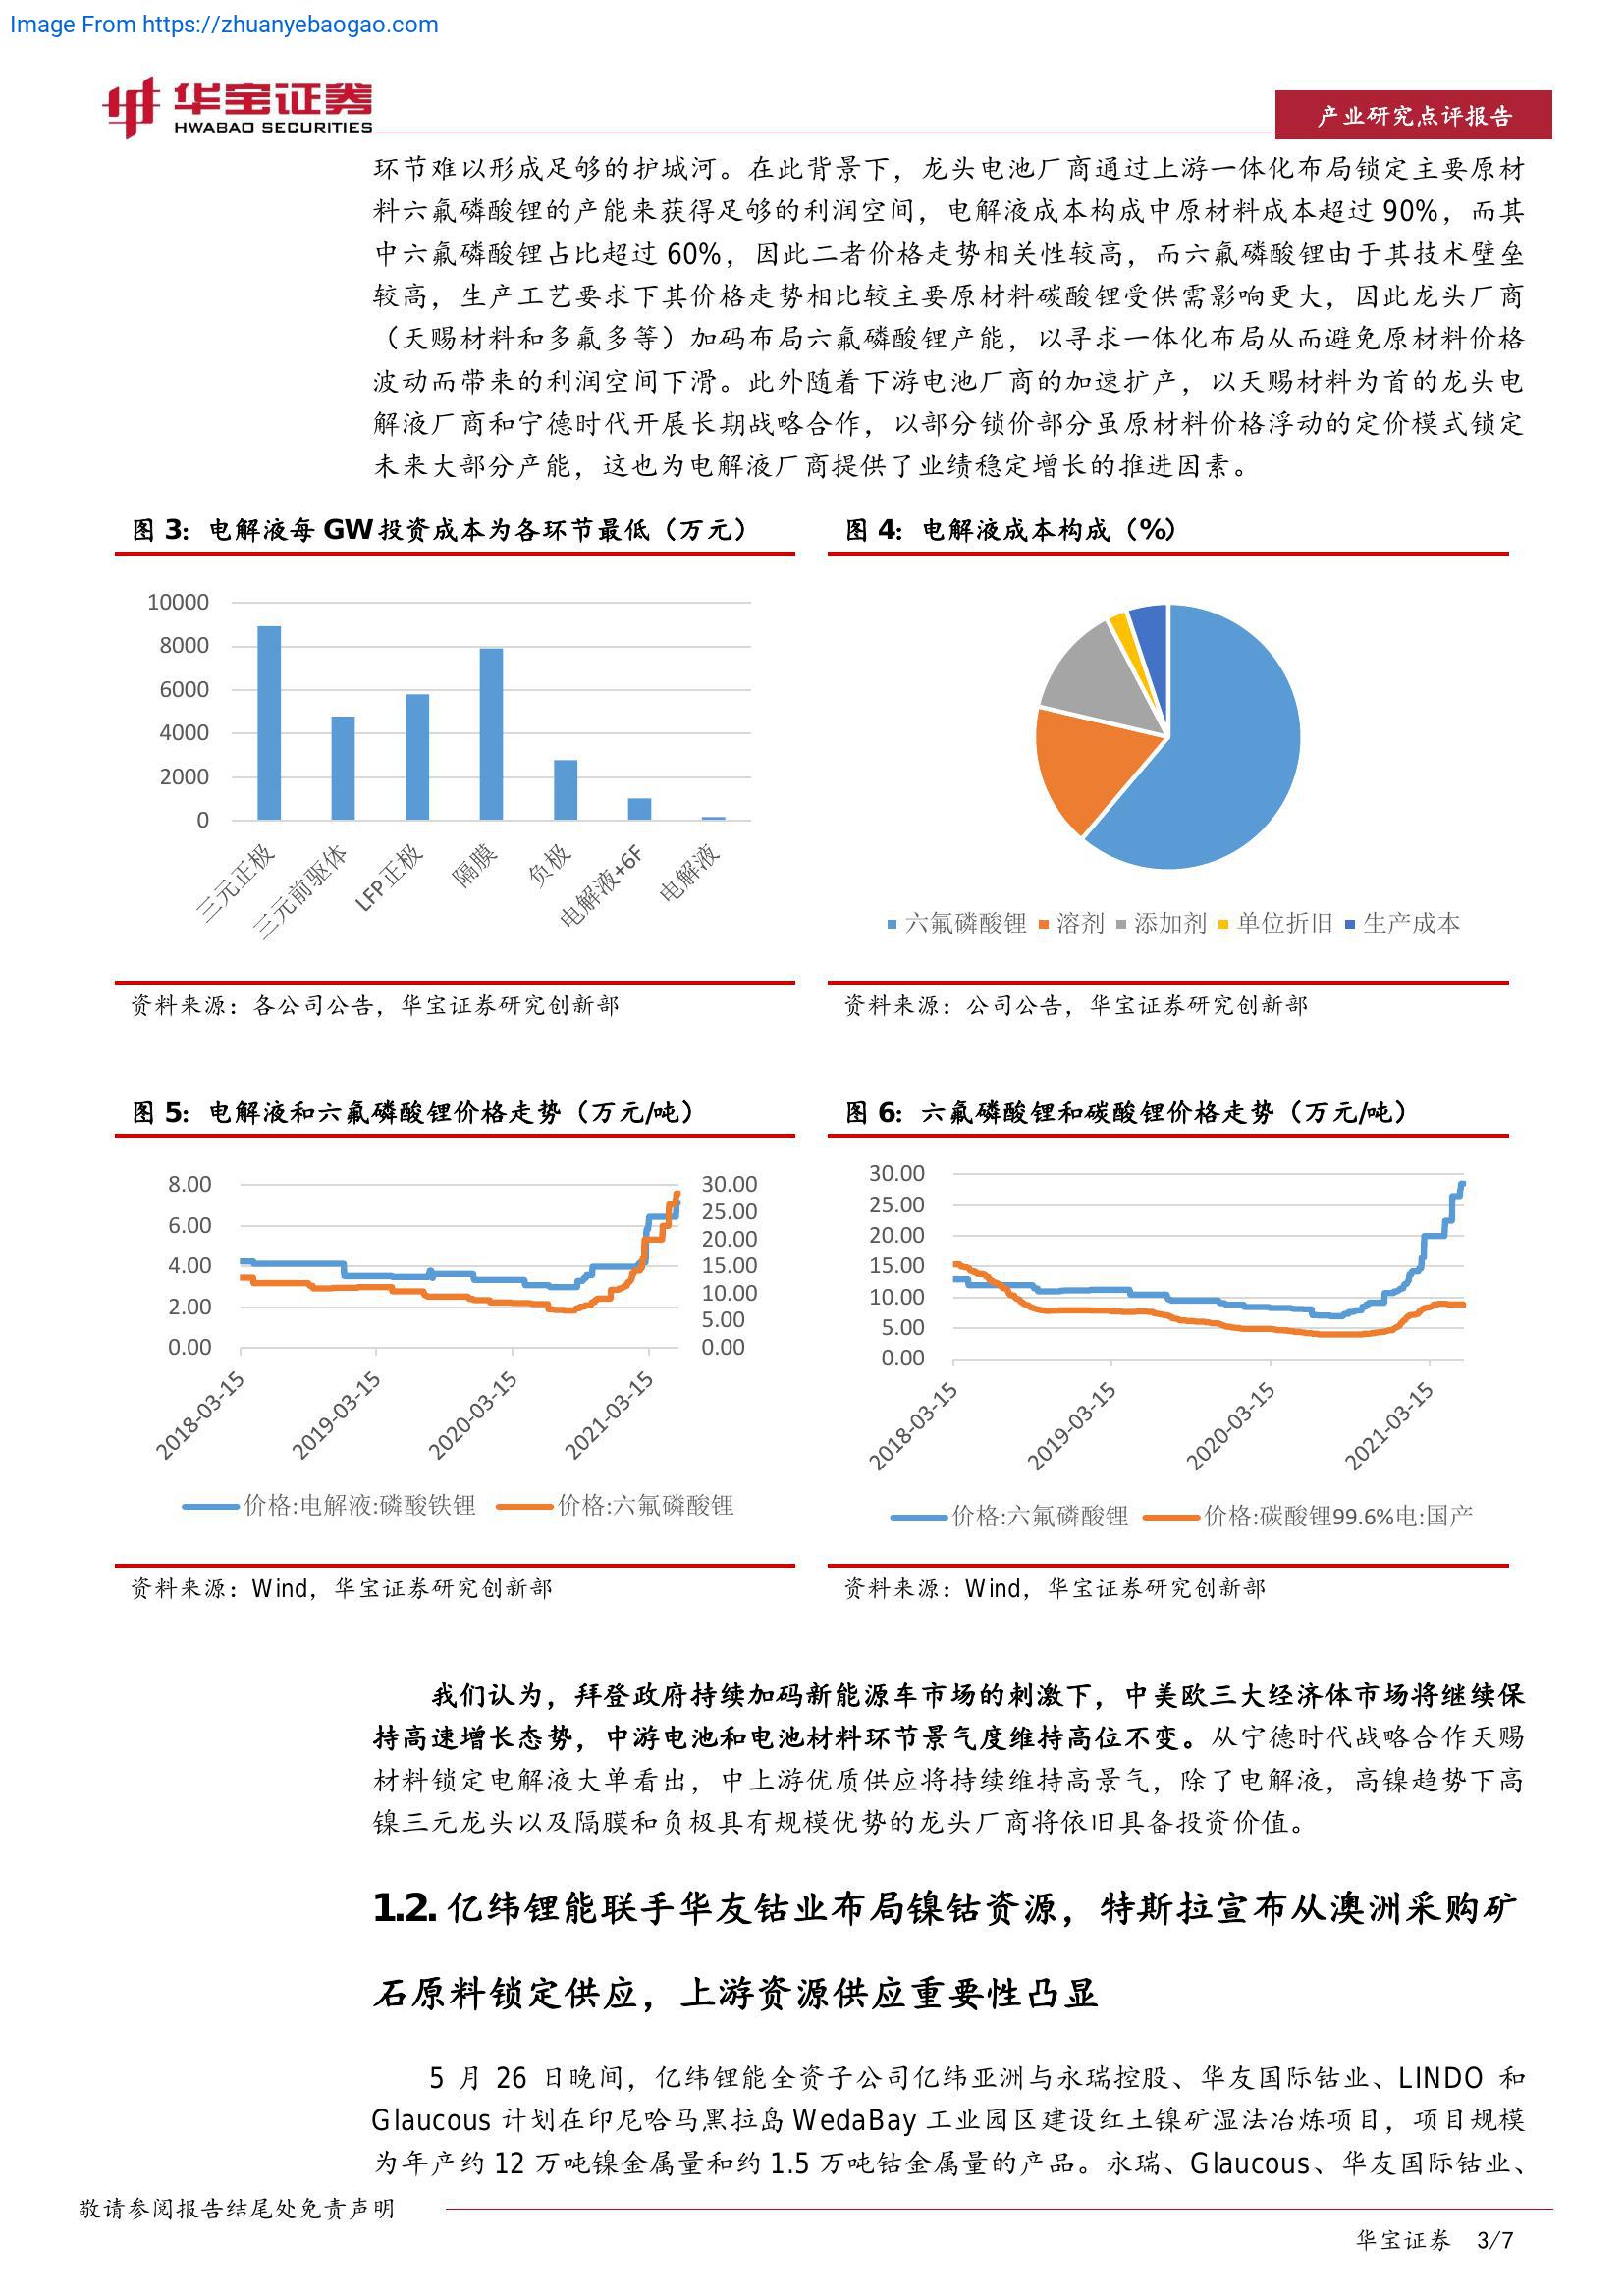 Image From https://zhuanyebaogao.com
华宝证券
HWABAO SECURITIES
产业研究点评报告
环节难以形成足够的护城河。在此背景下，龙头电池厂商通过上游一体化布局锁定主要原材
料六氟磷酸锂的产能来获得足够的利润空间，电解液成本构成中原材料成本超过 90%，而其
中六氟磷酸锂占比超过 60%，因此二者价格走势相关性较高，而六氟磷酸锂由于其技术壁垒
较高，生产工艺要求下其价格走势相比较主要原材料碳酸锂受供需影响更大，因此龙头厂商
（天赐材料和多氟多等）加码布局六氟磷酸锂产能，以寻求一体化布局从而避免原材料价格
波动而带来的利润空间下滑。此外随着下游电池厂商的加速扩产，以天赐材料为首的龙头电
解液厂商和宁德时代开展长期战略合作，以部分锁价部分虽原材料价格浮动的定价模式锁定
未来大部分产能，这也为电解液厂商提供了业绩稳定增长的推进因素。
图 3：电解液每 GW 投资成本为各环节最低（万元）
10000
8000
6000
4000
2000
0
三元正极
三元前驱体
LFP正极
隔膜
负极
电解液+6F
电解液
资料来源：各公司公告，华宝证券研究创新部
图 4：电解液成本构成（%）
六氟磷酸锂 溶剂 添加剂 单位折旧 生产成本
资料来源：公司公告，华宝证券研究创新部
图 5：电解液和六氟磷酸锂价格走势（万元/吨）
8.00
6.00
4.00
2.00
0.00
30.00
25.00
20.00
15.00
10.00
5.00
0.00
2018-03-15
2019-03-15
2020-03-15
2021-03-15
价格:电解液:磷酸铁锂 价格:六氟磷酸锂
资料来源：Wind，华宝证券研究创新部
图 6：六氟磷酸锂和碳酸锂价格走势（万元/吨）
30.00
25.00
20.00
15.00
10.00
5.00
0.00
2018-03-15
2019-03-15
2020-03-15
2021-03-15
价格:六氟磷酸锂 价格:碳酸锂99.6%电:国产
资料来源：Wind，华宝证券研究创新部
我们认为，拜登政府持续加码新能源车市场的刺激下，中美欧三大经济体市场将继续保
持高速增长态势，中游电池和电池材料环节景气度维持高位不变。从宁德时代战略合作天赐
材料锁定电解液大单看出，中上游优质供应将持续维持高景气，除了电解液，高镍趋势下高
镍三元龙头以及隔膜和负极具有规模优势的龙头厂商将依旧具备投资价值。
1.2. 亿纬锂能联手华友钴业布局镍钴资源，特斯拉宣布从澳洲采购矿
石原料锁定供应，上游资源供应重要性凸显
5 月 26 日晚间，亿纬锂能全资子公司亿纬亚洲与永瑞控股、华友国际钴业、LINDO 和
Glaucous 计划在印尼哈马黑拉岛 WedaBay 工业园区建设红土镍矿湿法冶炼项目，项目规模
为年产约 12 万吨镍金属量和约 1.5 万吨钴金属量的产品。永瑞、Glaucous、华友国际钴业、
敬请参阅报告结尾处免责声明
华宝证券 3/7